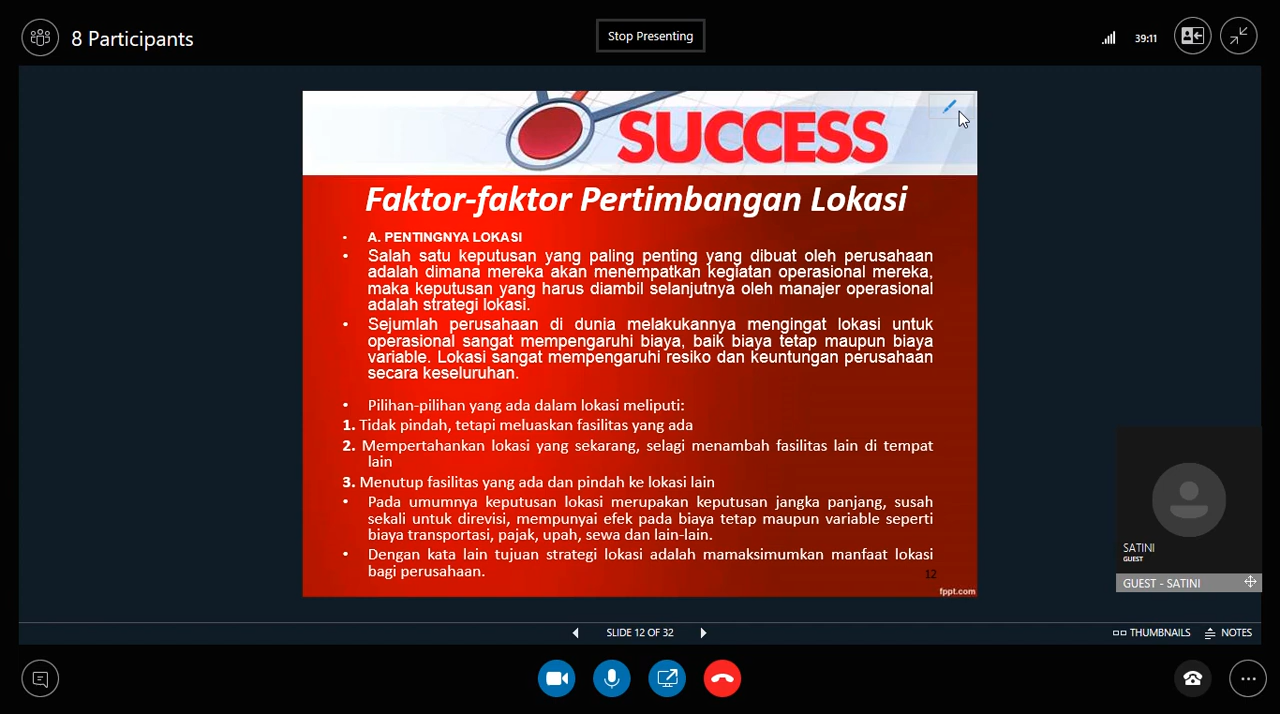 8 Participants
Stop Presenting
39:11
SUCCESS
Faktor-faktor Pertimbangan Lokasi
• A. PENTINGNYA LOKASI
• Salah satu keputusan yang paling penting yang dibuat oleh perusahaan
adalah dimana mereka akan menempatkan kegiatan operasional mereka,
maka keputusan yang harus diambil selanjutnya oleh manajer operasional
adalah strategi lokasi.
• Sejumlah perusahaan di dunia melakukannya mengingat lokasi untuk
operasional sangat mempengaruhi biaya, baik biaya tetap maupun biaya
variable. Lokasi sangat mempengaruhi resiko dan keuntungan perusahaan
secara keseluruhan.
• Pilihan-pilihan yang ada dalam lokasi meliputi:
1. Tidak pindah, tetapi meluaskan fasilitas yang ada
2. Mempertahankan lokasi yang sekarang, selagi menambah fasilitas lain di tempat
lain
3. Menutup fasilitas yang ada dan pindah ke lokasi lain
• Pada umumnya keputusan lokasi merupakan keputusan jangka panjang, susah
sekali untuk direvisi, mempunyai efek pada biaya tetap maupun variable seperti
biaya transportasi, pajak, upah, sewa dan lain-lain.
• Dengan kata lain tujuan strategi lokasi adalah mamaksimumkan manfaat lokasi
bagi perusahaan.
12
fppt.com
SATINI
GUEST
GUEST - SATINI
SLIDE 12 OF 32
THUMBNAILS
NOTES